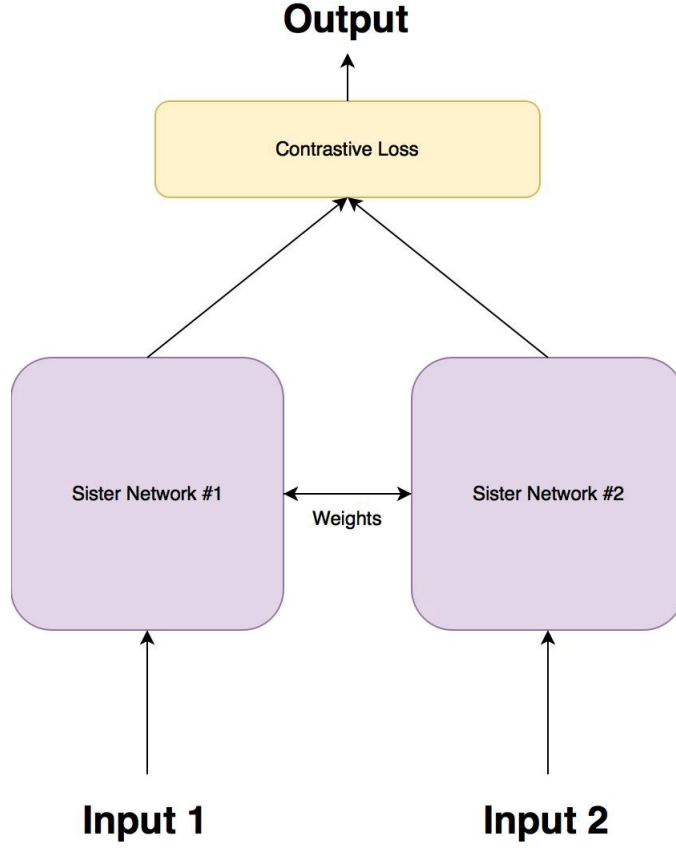 Output
Contrastive Loss
Sister Network #1
Sister Network #2
Weights
Input 1
Input 2